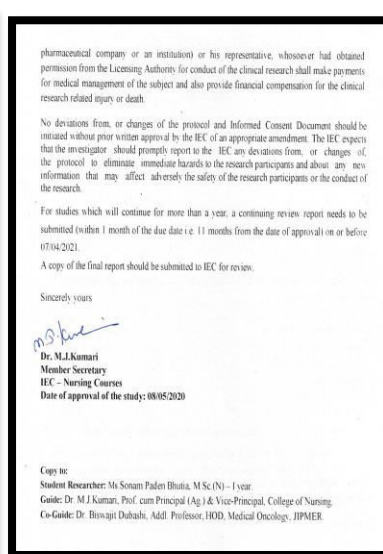 pharmaceutical company or an institution) or his representative, whosoever had obtained
permission from the Licensing Authority for conduct of the clinical research shall make payments
for medical management of the subject and also provide financial compensation for the clinical
research related injury or death.
No deviations from, or changes of the protocol and Informed Consent Document should be
initiated without prior written approval by the IEC of an appropriate amendment. The IEC expects
that the investigator should promptly report to the IEC any deviations from, or changes of,
the protocol to eliminate immediate hazards to the research participants and about any new
information that may affect adversely the safety of the research participants or the conduct of
the research.
For studies which will continue for more than a year, a continuing review report needs to be
submitted (within 1 month of the due date i.e. 11 months from the date of approval) on or before
07/04/2021.
A copy of the final report should be submitted to IEC for review.
Sincerely yours
Dr. M.J.Kumari
Member Secretary
IEC – Nursing Courses
Date of approval of the study: 08/05/2020
Copy to:
Student Researcher: Ms Sonam Paden Bhutia, M Sc.(N) – I year.
Guide: Dr. M J Kumari, Prof. cum Principal (Ag.) & Vice-Principal, College of Nursing.
Co-Guide: Dr. Biswajit Dubashi, Addl. Professor, HOD, Medical Oncology, JIPMER.